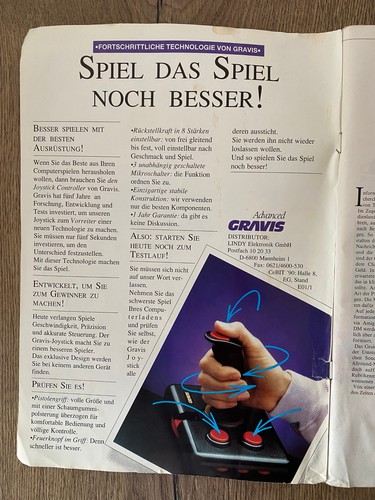 •FORTSCHRITTLICHE TECHNOLOGIE VON GRAVIS•
SPIEL DAS SPIEL
NOCH BESSER!
BESSER SPIELEN MIT
DER BESTEN
AUSRÜSTUNG!
Wenn Sie das Beste aus Ihren
Computerspielen herausholen
wollen, dann brauchen Sie den
Joystick Controller von Gravis.
Gravis hat fünf Jahre an
Forschung, Entwicklung und
Tests investiert, um unseren
Joystick zum Vorreiter einer
neuen Technologie zu machen.
Sie müssen nur fünf Sekunden
investieren, um den
Unterschied festzustellen.
Mit dieser Technologie machen
Sie das Spiel.
ENTWICKELT, UM SIE
ZUM GEWINNER ZU
MACHEN!
Heute verlangen Spiele
Geschwindigkeit, Präzision
und akkurate Steuerung. Der
Gravis-Joystick macht Sie zu
einem besseren Spieler.
Das exclusive Design werden
Sie bei keinem anderen Gerät
finden.
PRÜFEN SIE ES!
•Pistolengriff: volle Größe und
mit einer Schaumgummi-
polsterung überzogen für
komfortable Bedienung und
völlige Kontrolle.
•Feuerknopf im Griff: Denn
schneller ist besser.
•Rückstellkraft in 8 Stärken
einstellbar: von frei gleitend
bis fest, voll einstellbar nach
Geschmack und Spiel.
•3 unabhängig geschaltete
Mikroschalter: die Funktion
ordnen Sie zu.
•Einzigartige stabile
Konstruktion: wir verwenden
nur die besten Komponenten.
•1 Jahr Garantie: da gibt es
keine Diskussion.
ALSO: STARTEN SIE
HEUTE NOCH ZUM
TESTLAUF!
Sie müssen sich nicht
auf unser Wort ver-
lassen.
Nehmen Sie das
schwerste Spiel
Ihres Compu-
terladens
und prüfen
Sie selbst,
wie der
Gravis
Joy-
stick
alle
deren aussticht.
Sie werden ihn nicht wieder
loslassen wollen.
Und so spielen Sie das Spiel
noch besser!
Advanced
GRAVIS
DISTRIBUTOR:
LINDY Elektronik GmbH
Postfach 10 20 33
D-6800 Mannheim 1
Fax: 0621/4600-530
CeBIT '90: Halle 8,
EG, Stand
E01/1